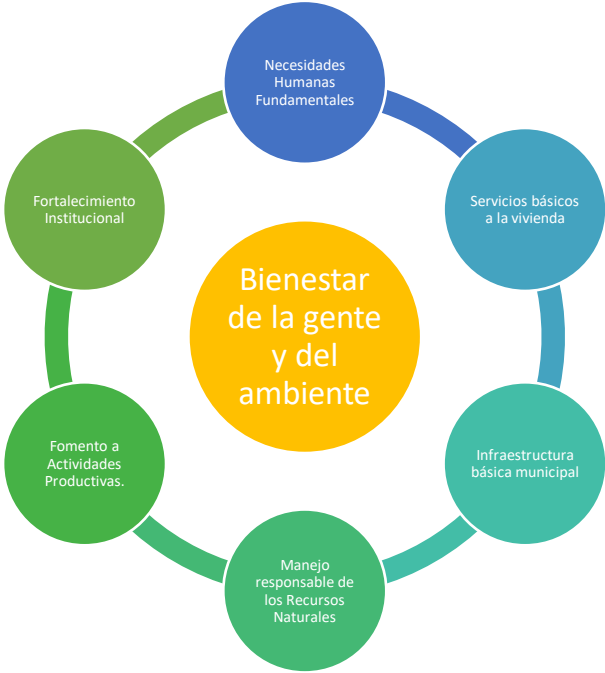 Necesidades
Humanas
Fundamentales
Servicios básicos
a la vivienda
Infraestructura
básica municipal
Manejo
responsable de
los Recursos
Naturales
Fomento a
Actividades
Productivas.
Fortalecimiento
Institucional
Bienestar
de la gente
y del
ambiente